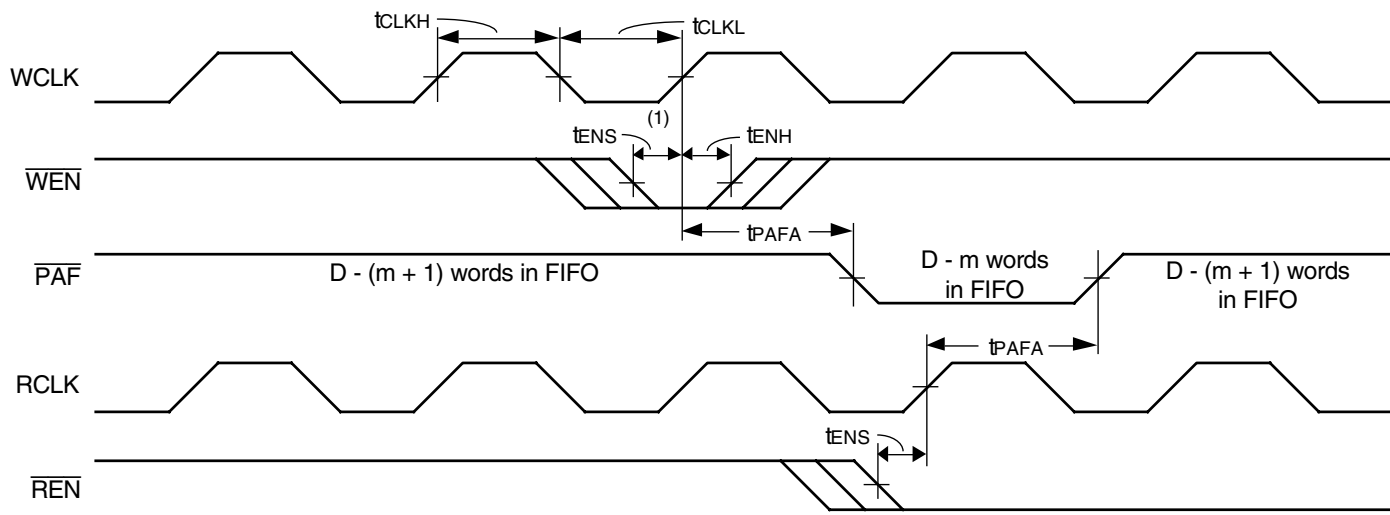 tCLKH
tCLKL
WCLK
(1)
tENS
tENH
WEN
tPAFA
PAF
D - (m + 1) words in FIFO
D - m words
in FIFO
D - (m + 1) words
in FIFO
tPAFA
RCLK
tENS
REN